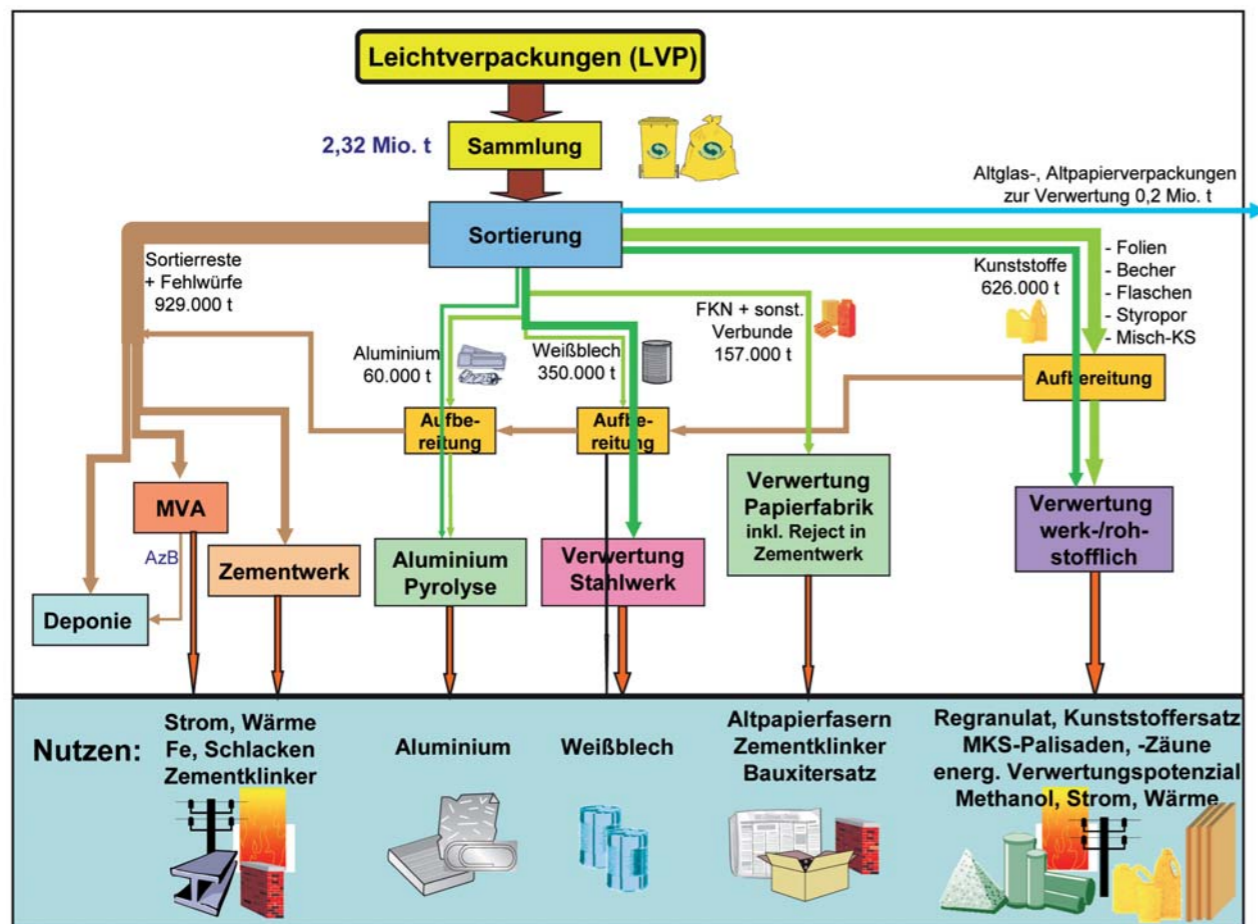 Leichtverpackungen (LVP)
2,32 Mio. t
Sammlung
Altglas-, Altpapierverpackungen
zur Verwertung 0,2 Mio. t
Sortierung
Sortierreste
+ Fehlwürfe
929.000 t
Aluminium
60.000 t
Weißblech
350.000 t
FKN + sonst.
Verbunde
157.000 t
Kunststoffe
626.000 t
- Folien
- Becher
- Flaschen
- Styropor
- Misch-KS
Aufbereitung
Aufbe-
reitung
Aufbe-
reitung
MVA
AzB
Deponie
Zementwerk
Aluminium
Pyrolyse
Verwertung
Stahlwerk
Verwertung
Papierfabrik
inkl. Reject in
Zementwerk
Verwertung
werk-/roh-
stofflich
Nutzen:
Strom, Wärme
Fe, Schlacken
Zementklinker
Aluminium
Weißblech
Altpapierfasern
Zementklinker
Bauxitersatz
Regranulat, Kunststoffersatz
MKS-Palisaden, -Zäune
energ. Verwertungspotenzial
Methanol, Strom, Wärme